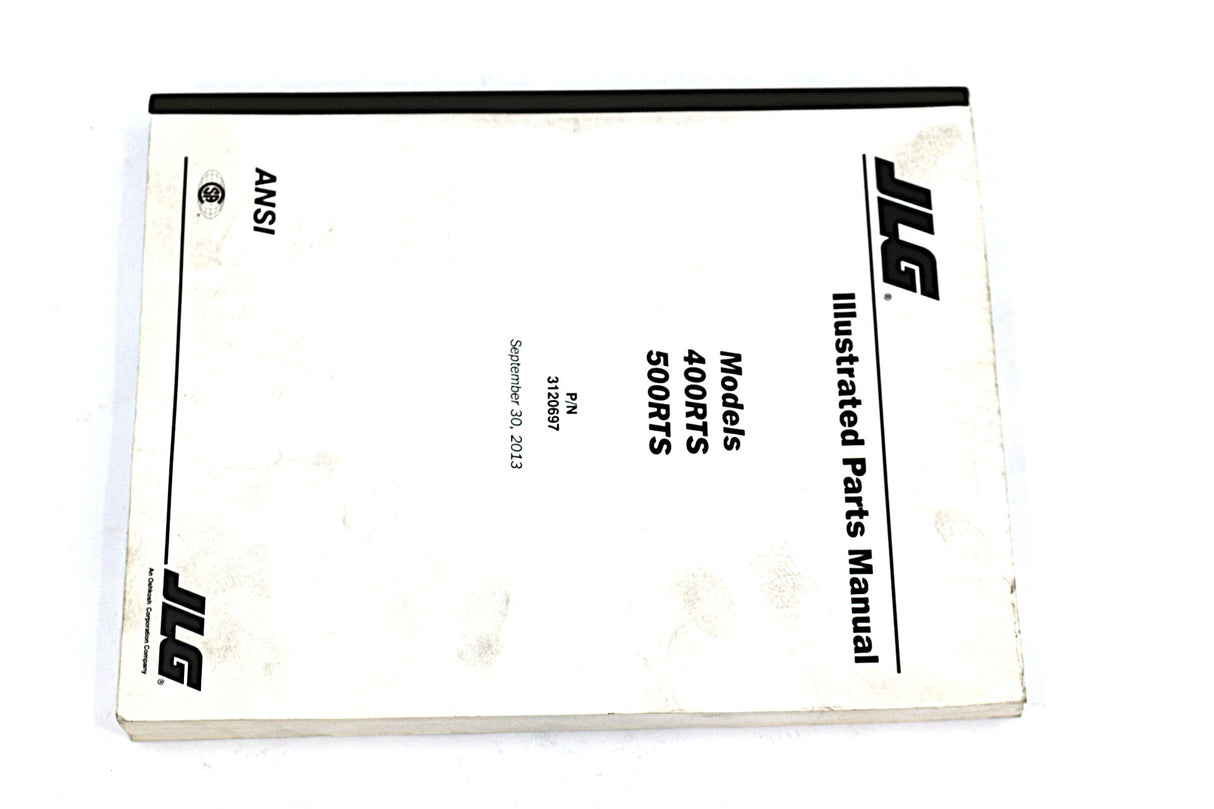 JLG®
Illustrated Parts Manual
Models
400RTS
500RTS
P/N
3120697
September 30, 2013
ANSI
JLG®
An Oshkosh Corporation Company